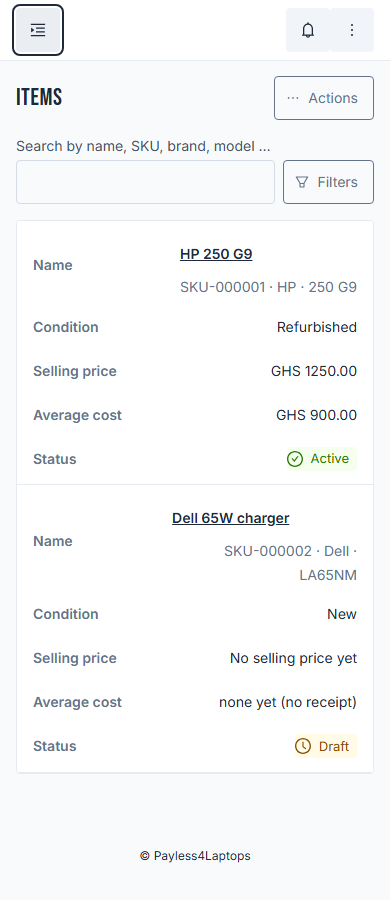 ITEMS
··· Actions
Search by name, SKU, brand, model ...
Filters
Name
HP 250 G9
SKU-000001 · HP · 250 G9
Condition
Refurbished
Selling price
GHS 1250.00
Average cost
GHS 900.00
Status
Active
Name
Dell 65W charger
SKU-000002 · Dell ·
LA65NM
Condition
New
Selling price
No selling price yet
Average cost
none yet (no receipt)
Status
Draft
© Payless4Laptops